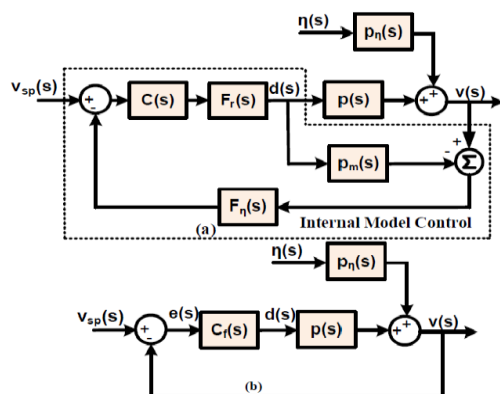 η(s)
pη(s)
vsp(s)
+
-
C(s)
Fr(s)
d(s)
p(s)
+
+
v(s)
+
-
Σ
pm(s)
Fη(s)
(a)
Internal Model Control
η(s)
pη(s)
vsp(s)
+
-
e(s)
Cf(s)
d(s)
p(s)
+
+
v(s)
(b)